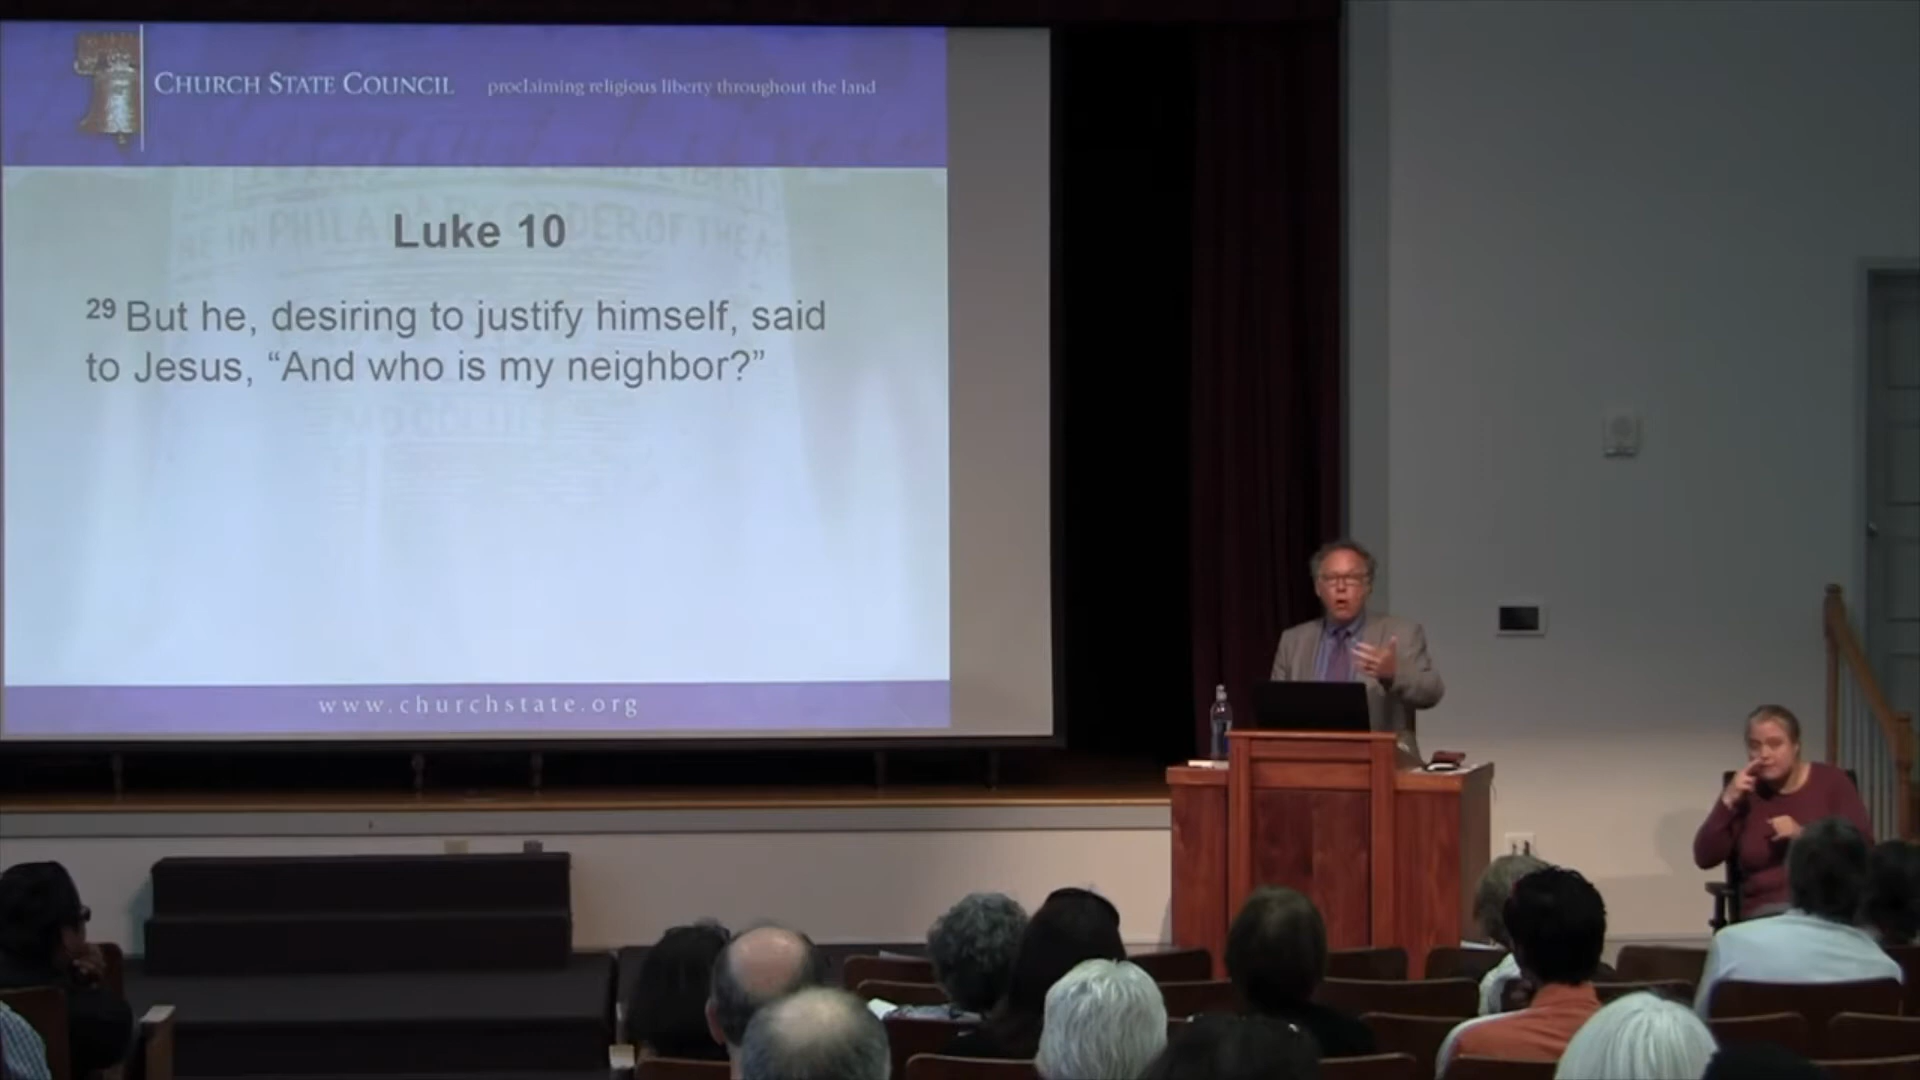 CHURCH STATE COUNCIL proclaiming religious liberty throughout the land
Luke 10
29 But he, desiring to justify himself, said
to Jesus, “And who is my neighbor?”
www.churchstate.org